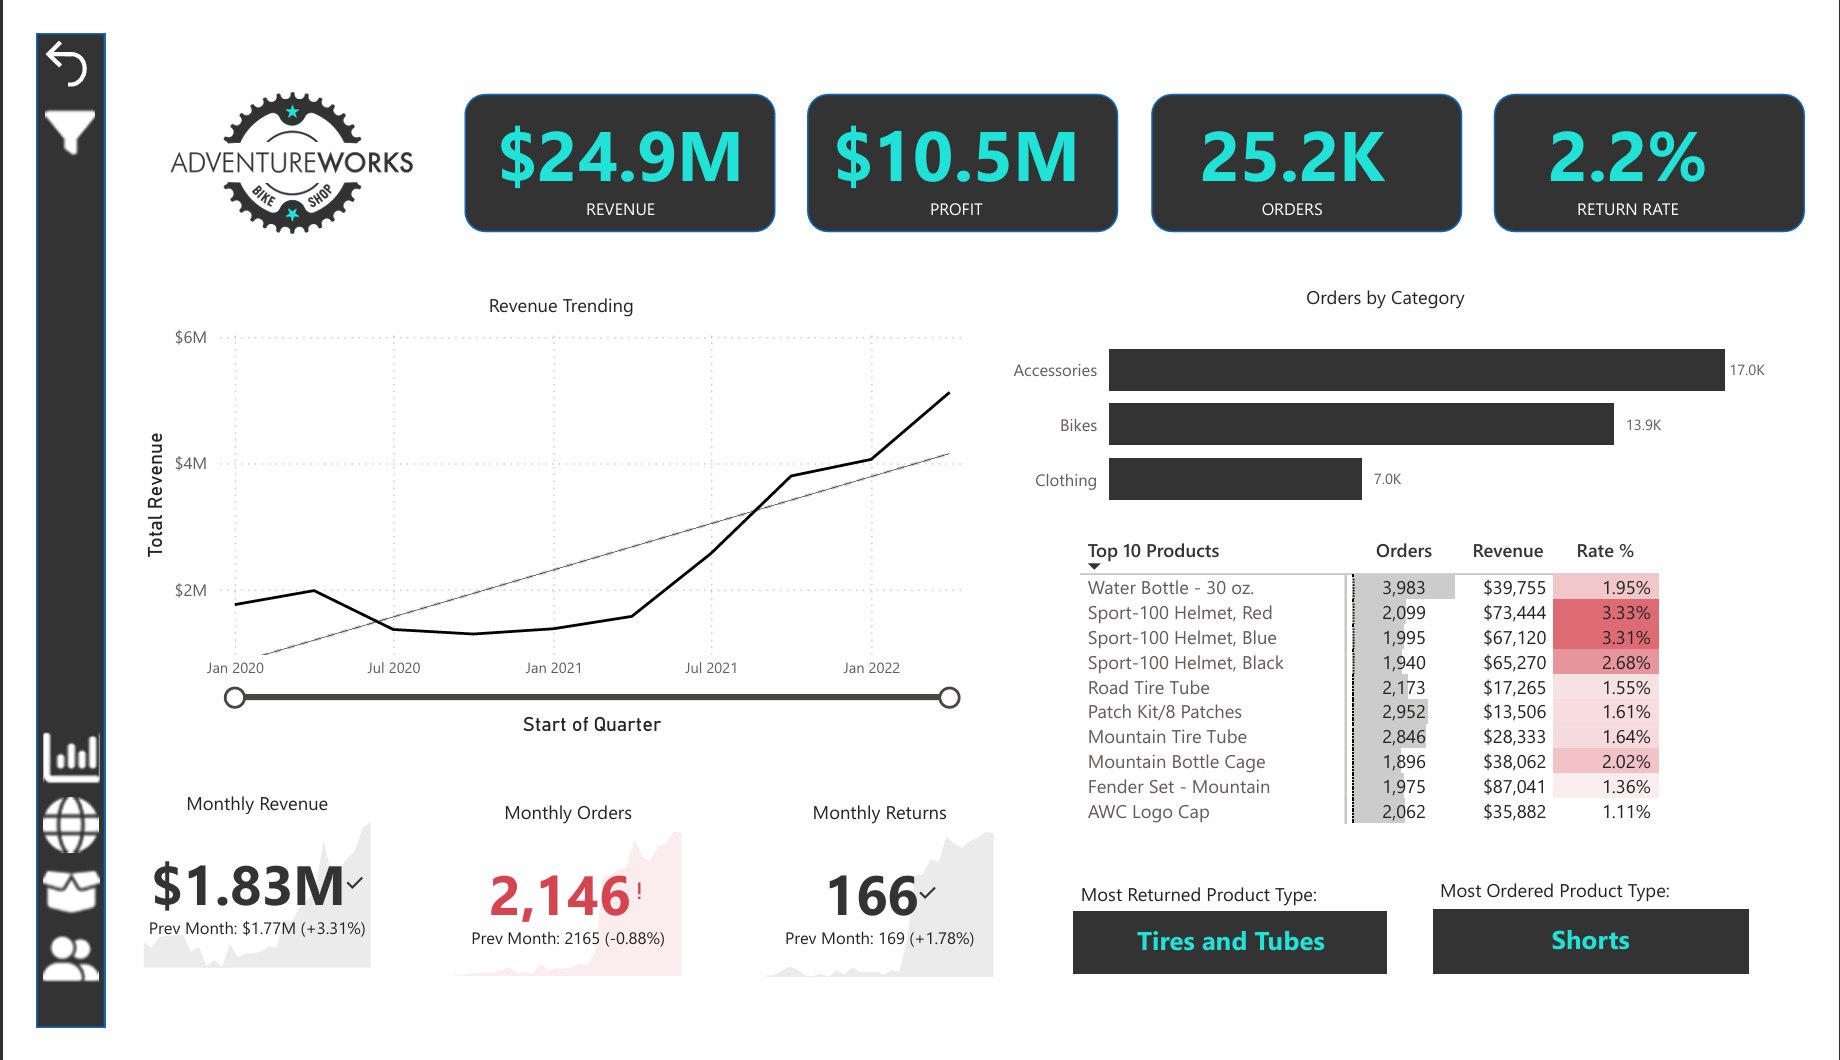 ADVENTUREWORKS
BIKE SHOP
$24.9M
REVENUE
$10.5M
PROFIT
25.2K
ORDERS
2.2%
RETURN RATE
Revenue Trending
Total Revenue
$6M
$4M
$2M
Jan 2020 Jul 2020 Jan 2021 Jul 2021 Jan 2022
Start of Quarter
Orders by Category
Accessories 17.0K
Bikes 13.9K
Clothing 7.0K
Top 10 Products Orders Revenue Rate %
Water Bottle - 30 oz. 3,983 $39,755 1.95%
Sport-100 Helmet, Red 2,099 $73,444 3.33%
Sport-100 Helmet, Blue 1,995 $67,120 3.31%
Sport-100 Helmet, Black 1,940 $65,270 2.68%
Road Tire Tube 2,173 $17,265 1.55%
Patch Kit/8 Patches 2,952 $13,506 1.61%
Mountain Tire Tube 2,846 $28,333 1.64%
Mountain Bottle Cage 1,896 $38,062 2.02%
Fender Set - Mountain 1,975 $87,041 1.36%
AWC Logo Cap 2,062 $35,882 1.11%
Monthly Revenue
$1.83M✓
Prev Month: $1.77M (+3.31%)
Monthly Orders
2,146!
Prev Month: 2165 (-0.88%)
Monthly Returns
166✓
Prev Month: 169 (+1.78%)
Most Returned Product Type:
Tires and Tubes
Most Ordered Product Type:
Shorts